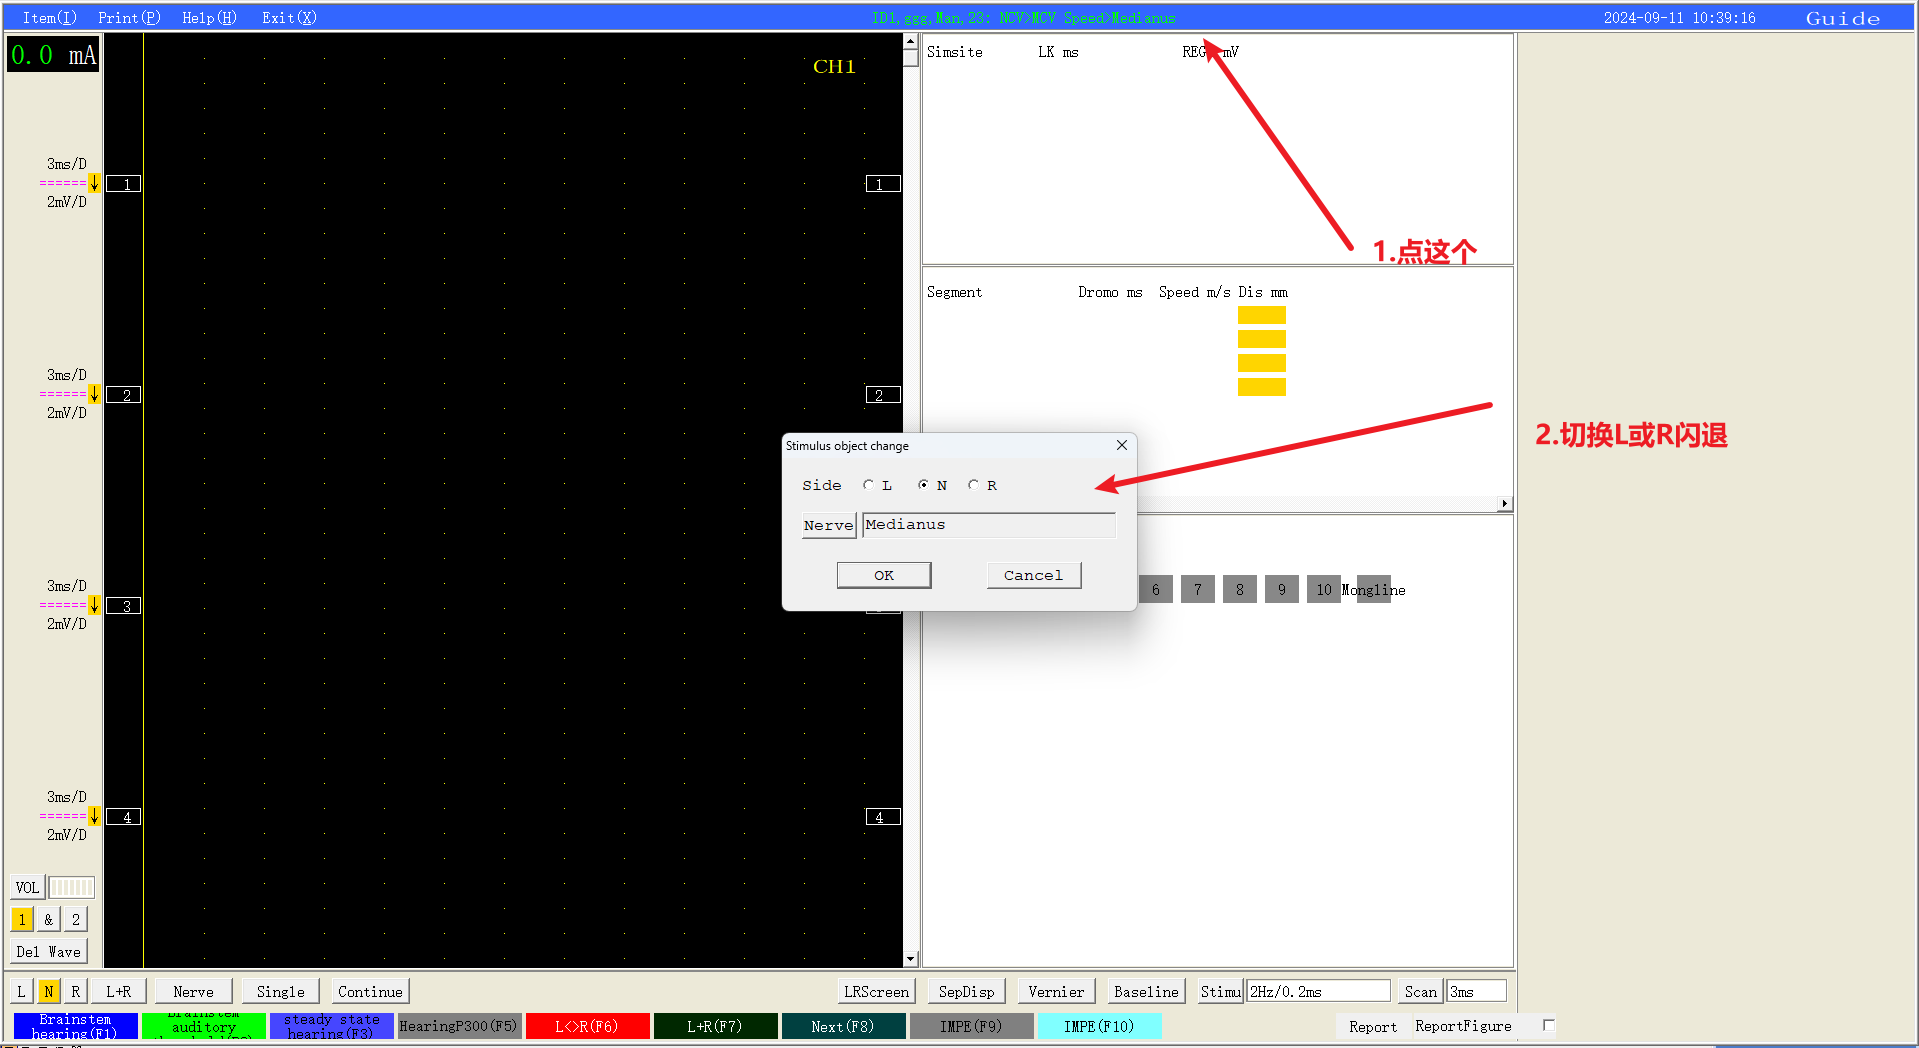 Item(I) Print(P) Help(H) Exit(X) ID1,ggg,Man,23: NCV>MCV Speed>Medianus 2024-09-11 10:39:16 Guide
0.0 mA
CH1
Simsite LK ms REG mV
3ms/D
1 1
2mV/D
1.点这个
Segment Dromo ms Speed m/s Dis mm
3ms/D
2 2
2mV/D
2.切换L或R闪退
Stimulus object change
Side L N R
Nerve Medianus
OK Cancel
6 7 8 9 10 Mongline
3ms/D
3
2mV/D
3ms/D
4 4
2mV/D
VOL
1 & 2
Del Wave
L N R L+R Nerve Single Continue LRScreen SepDisp Vernier Baseline Stimu 2Hz/0.2ms Scan 3ms
Brainstem
hearing(F1)
auditory
steady state
hearing(F3)
HearingP300(F5) L<>R(F6) L+R(F7) Next(F8) IMPE(F9) IMPE(F10) Report ReportFigure